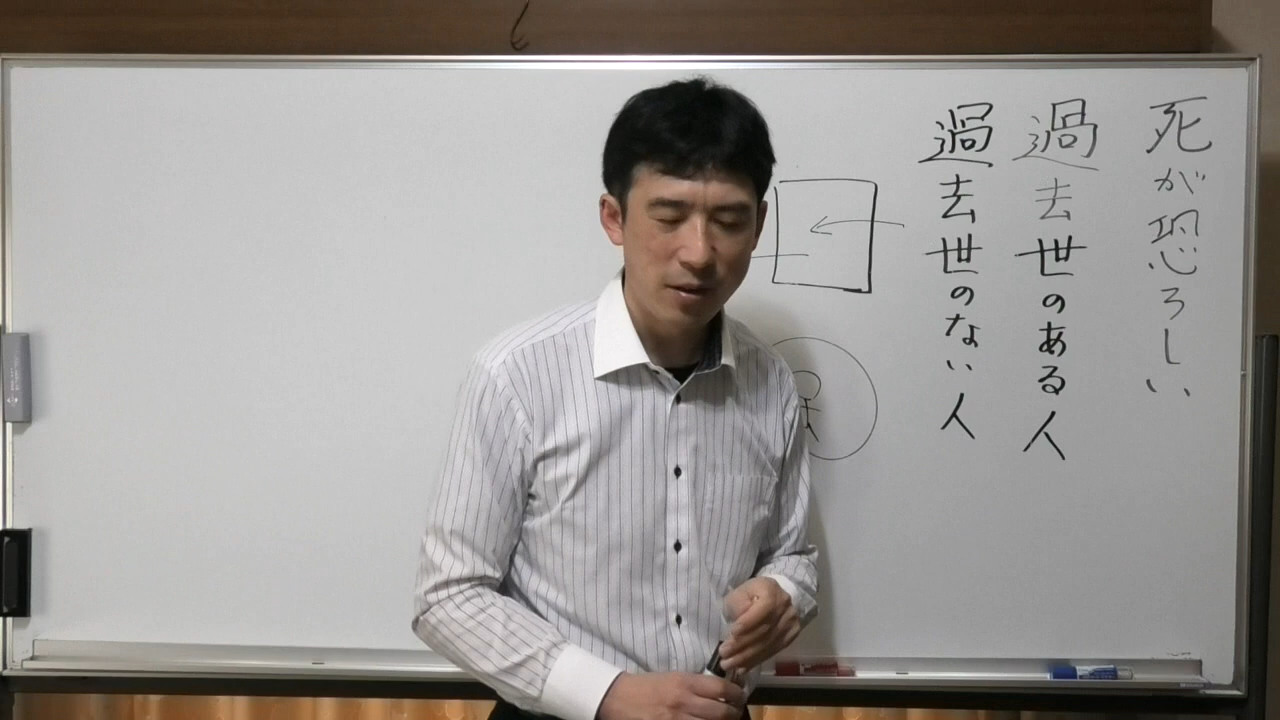 死が恐ろしい
過去世のある人
過去世のない人